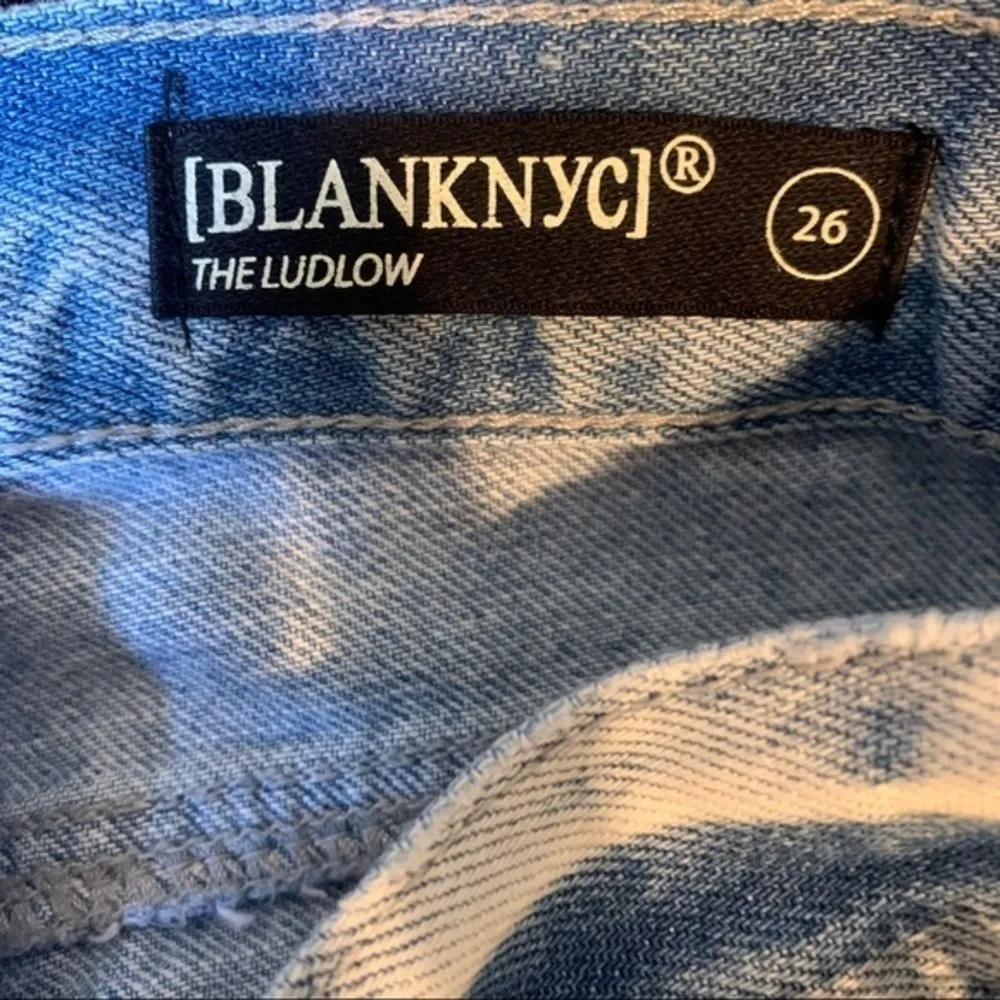 [BLANKNYC]®
THE LUDLOW
26